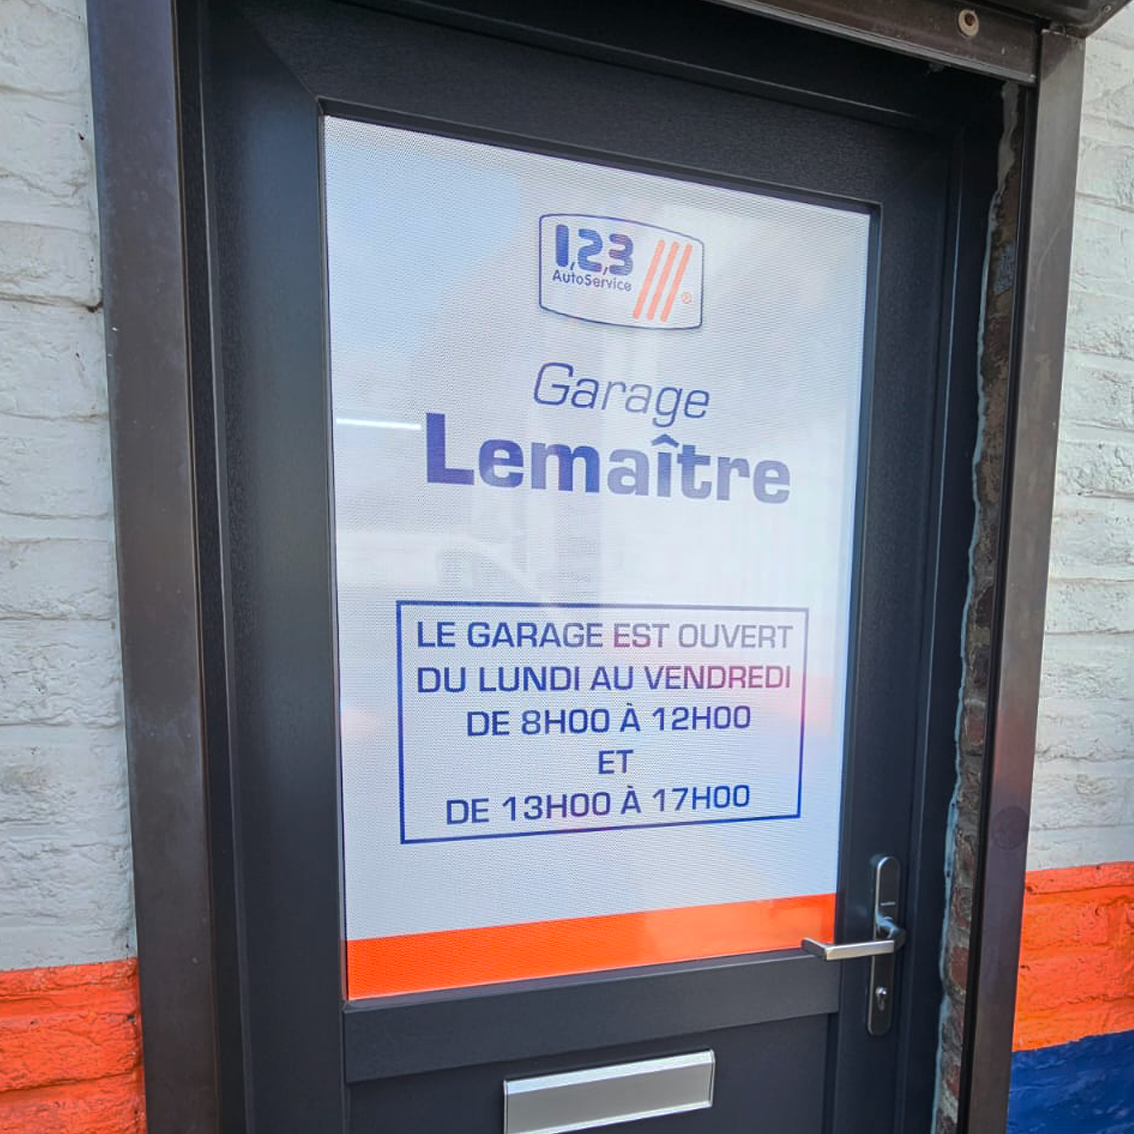 1,2,3
AutoService
®
Garage
Lemaître
LE GARAGE EST OUVERT
DU LUNDI AU VENDREDI
DE 8H00 À 12H00
ET
DE 13H00 À 17H00